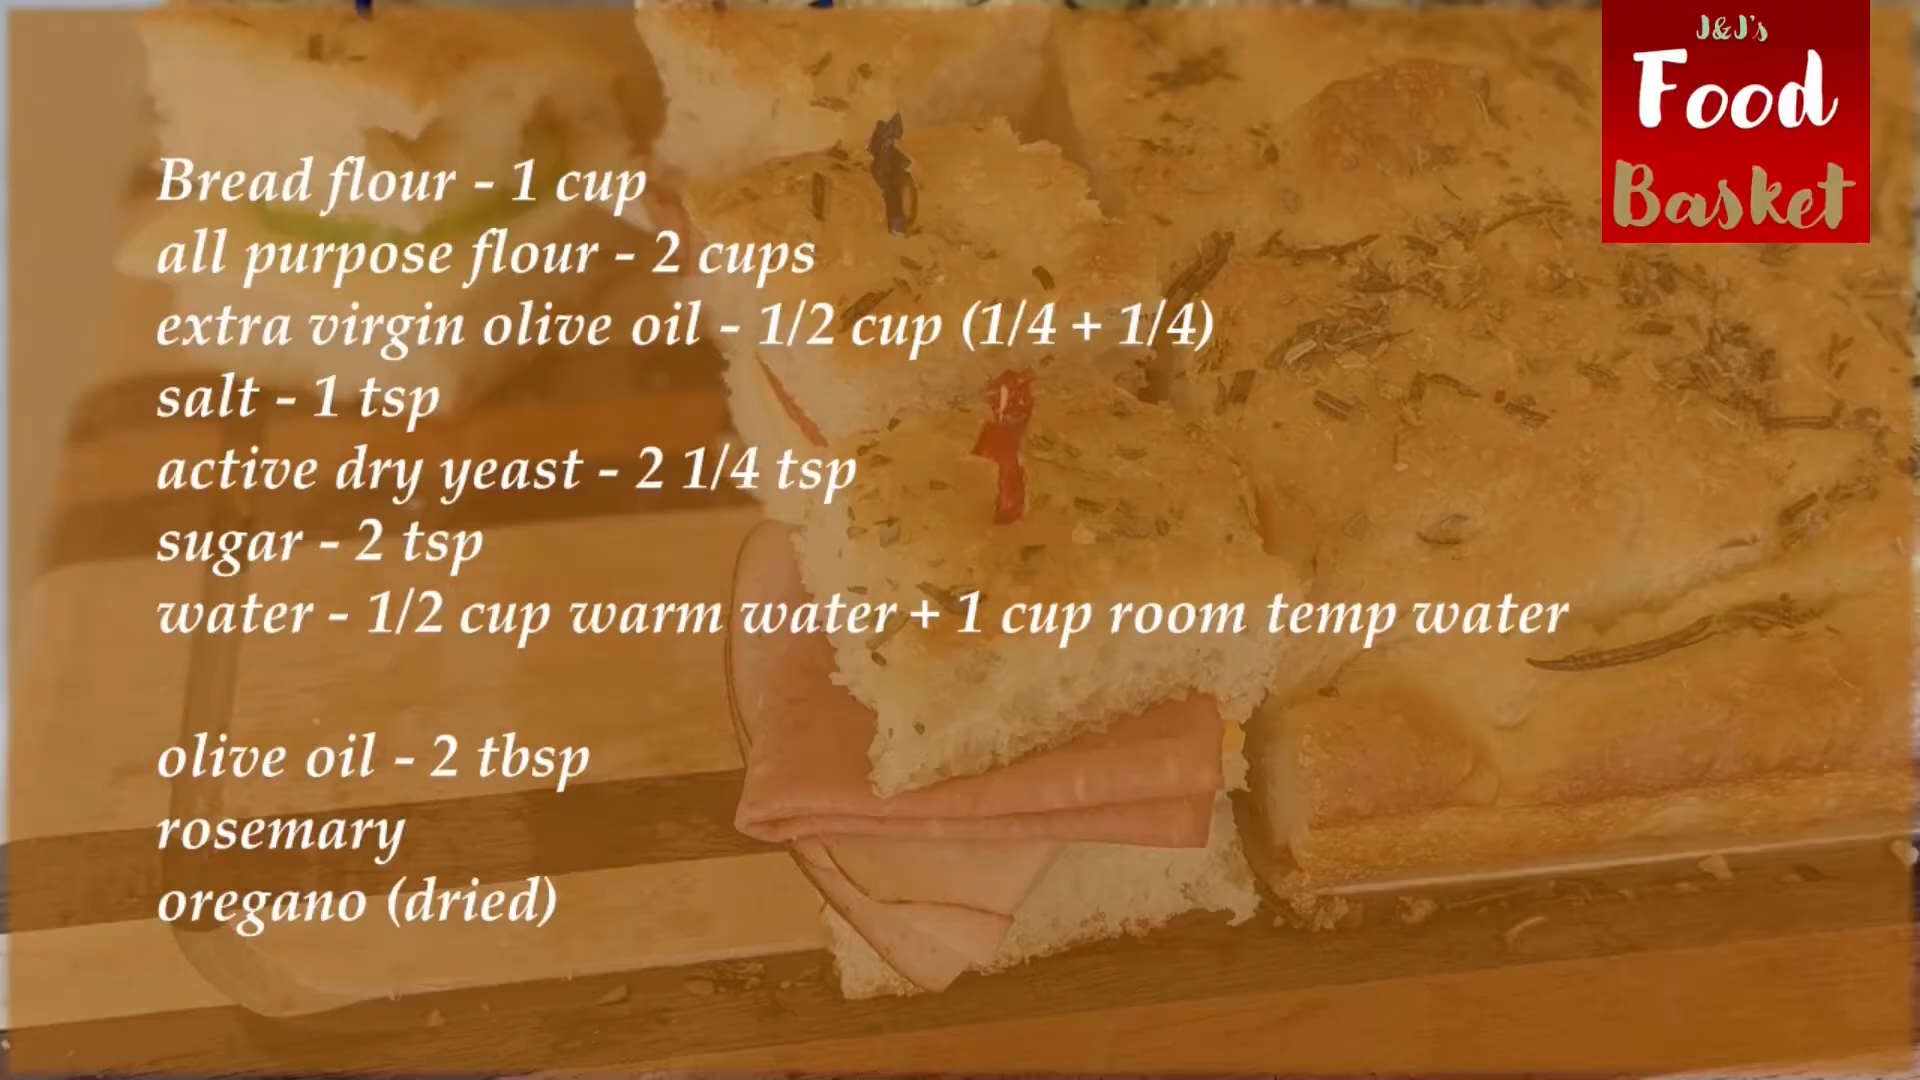 J&J's
Food
Basket
Bread flour - 1 cup
all purpose flour - 2 cups
extra virgin olive oil - 1/2 cup (1/4 + 1/4)
salt - 1 tsp
active dry yeast - 2 1/4 tsp
sugar - 2 tsp
water - 1/2 cup warm water + 1 cup room temp water
olive oil - 2 tbsp
rosemary
oregano (dried)